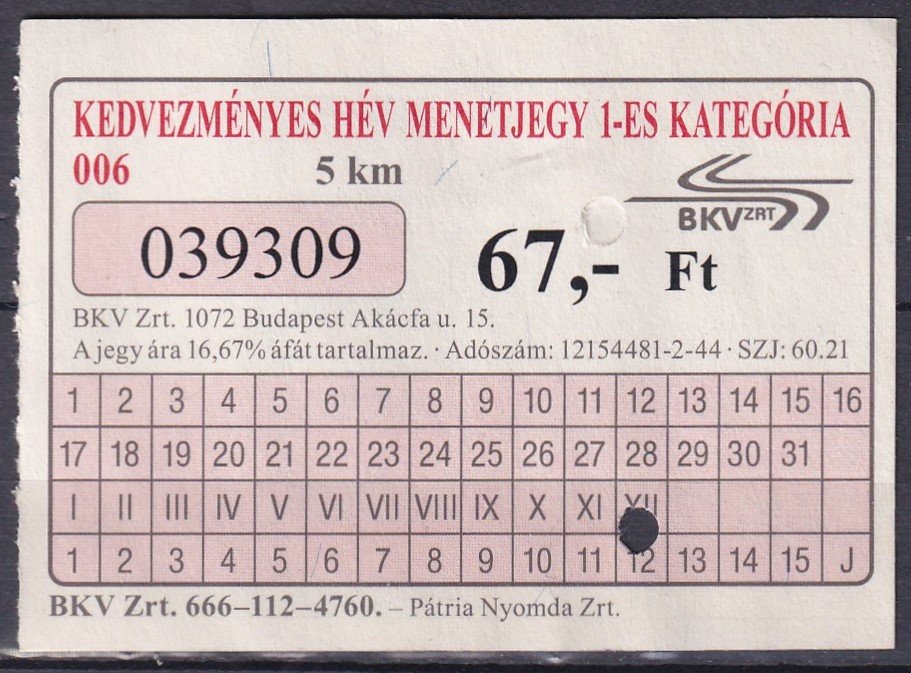 KEDVEZMÉNYES HÉV MENETJEGY 1-ES KATEGÓRIA
006 5 km
BKV ZRT
039309 67,- Ft
BKV Zrt. 1072 Budapest Akácfa u. 15.
A jegy ára 16,67% áfát tartalmaz. · Adószám: 12154481-2-44 · SZJ: 60.21
1 2 3 4 5 6 7 8 9 10 11 12 13 14 15 16
17 18 19 20 21 22 23 24 25 26 27 28 29 30 31
I II III IV V VI VII VIII IX X XI XII
1 2 3 4 5 6 7 8 9 10 11 12 13 14 15 J
BKV Zrt. 666–112–4760. – Pátria Nyomda Zrt.